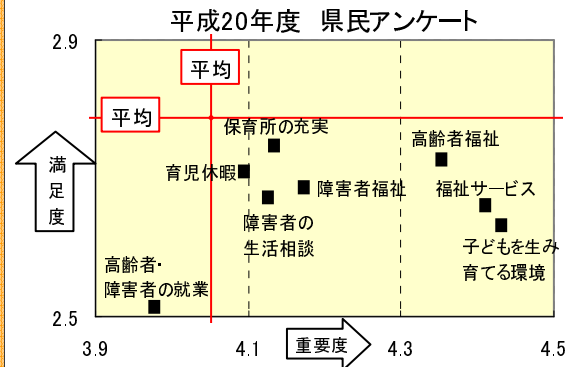 平成20年度 県民アンケート
2.9
平均
平均
保育所の充実
高齢者福祉
満足度
育児休暇
障害者福祉
福祉サービス
障害者の
生活相談
子どもを生み
育てる環境
高齢者・
障害者の就業
2.5
3.9
4.1
重要度
4.3
4.5